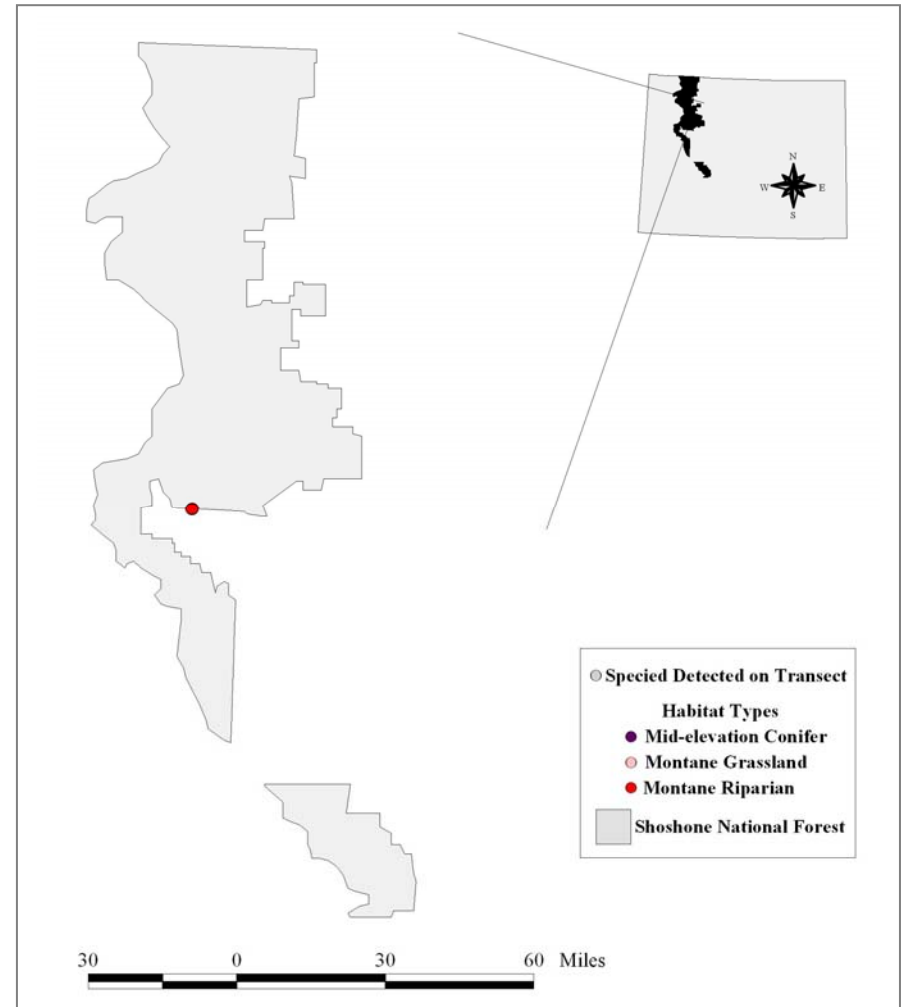 N
W E
S
Specied Detected on Transect
Habitat Types
Mid-elevation Conifer
Montane Grassland
Montane Riparian
Shoshone National Forest
30 0 30 60 Miles